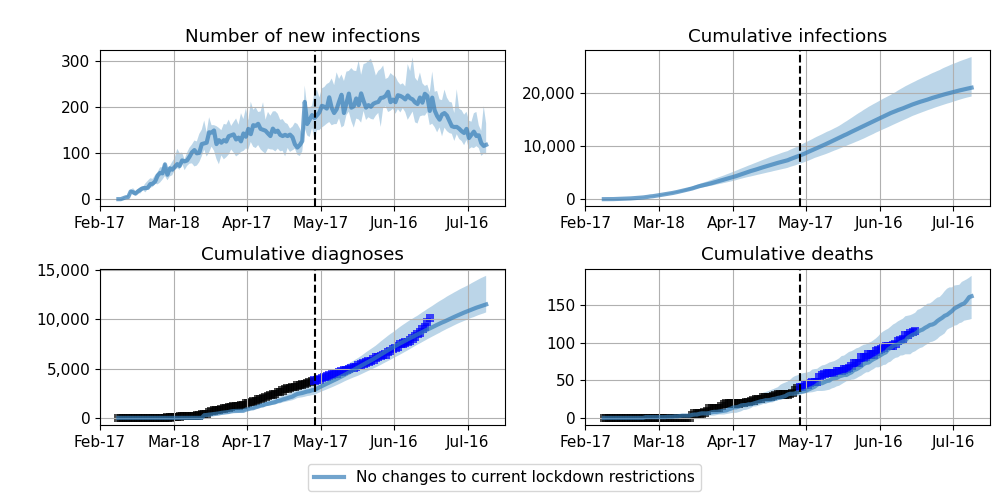 Number of new infections
300
200
100
0
Feb-17 Mar-18 Apr-17 May-17 Jun-16 Jul-16
Cumulative infections
20,000
10,000
0
Feb-17 Mar-18 Apr-17 May-17 Jun-16 Jul-16
Cumulative diagnoses
15,000
10,000
5,000
0
Feb-17 Mar-18 Apr-17 May-17 Jun-16 Jul-16
Cumulative deaths
150
100
50
0
Feb-17 Mar-18 Apr-17 May-17 Jun-16 Jul-16
No changes to current lockdown restrictions